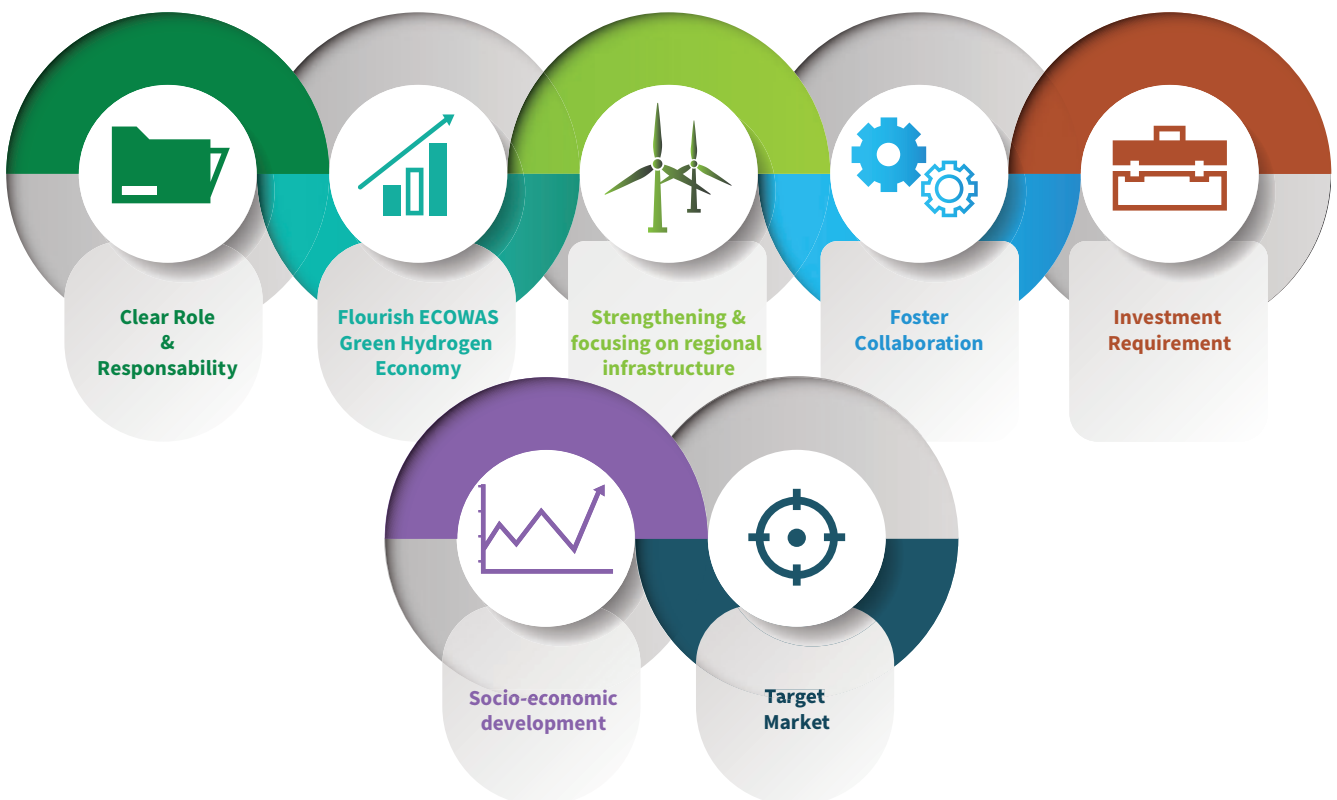 Clear Role
&
Responsability
Flourish ECOWAS
Green Hydrogen
Economy
Strengthening &
focusing on regional
infrastructure
Foster
Collaboration
Investment
Requirement
Socio-economic
development
Target
Market